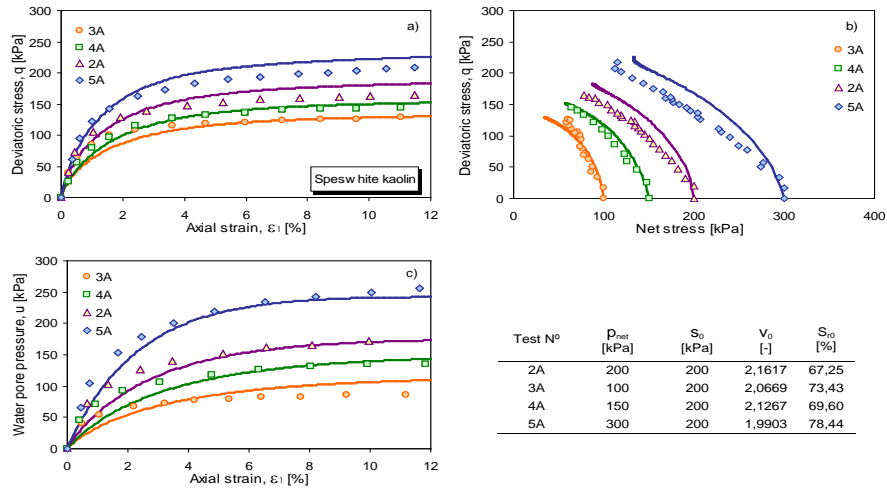 a)
300
250
200
150
100
50
0
Deviatoric stress, q [kPa]
3A
4A
2A
5A
Spesw hite kaolin
0 2 4 6 8 10 12
Axial strain, ε1 [%]
b)
300
250
200
150
100
50
0
Deviatoric stress, q [kPa]
3A
4A
2A
5A
0 100 200 300 400
Net stress [kPa]
c)
300
250
200
150
100
50
0
Water pore pressure, u [kPa]
3A
4A
2A
5A
0 2 4 6 8 10 12
Axial strain, ε1 [%]
Test Nº pnet s0 v0 Sr0
[kPa] [kPa] [-] [%]
2A 200 200 2,1617 67,25
3A 100 200 2,0669 73,43
4A 150 200 2,1267 69,60
5A 300 200 1,9903 78,44